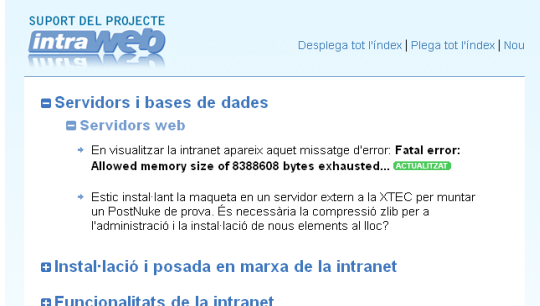 SUPORT DEL PROJECTE
intraweb
Desplega tot l'índex | Plega tot l'índex | Nou
Servidors i bases de dades
Servidors web
En visualitzar la intranet apareix aquet missatge d'error: Fatal error:
Allowed memory size of 8388608 bytes exhausted... ACTUALITZAT
Estic instal·lant la maqueta en un servidor extern a la XTEC per muntar
un PostNuke de prova. És necessària la compressió zlib per a
l'administració i la instal·lació de nous elements al lloc?
Instal·lació i posada en marxa de la intranet
Funcionalitats de la intranet